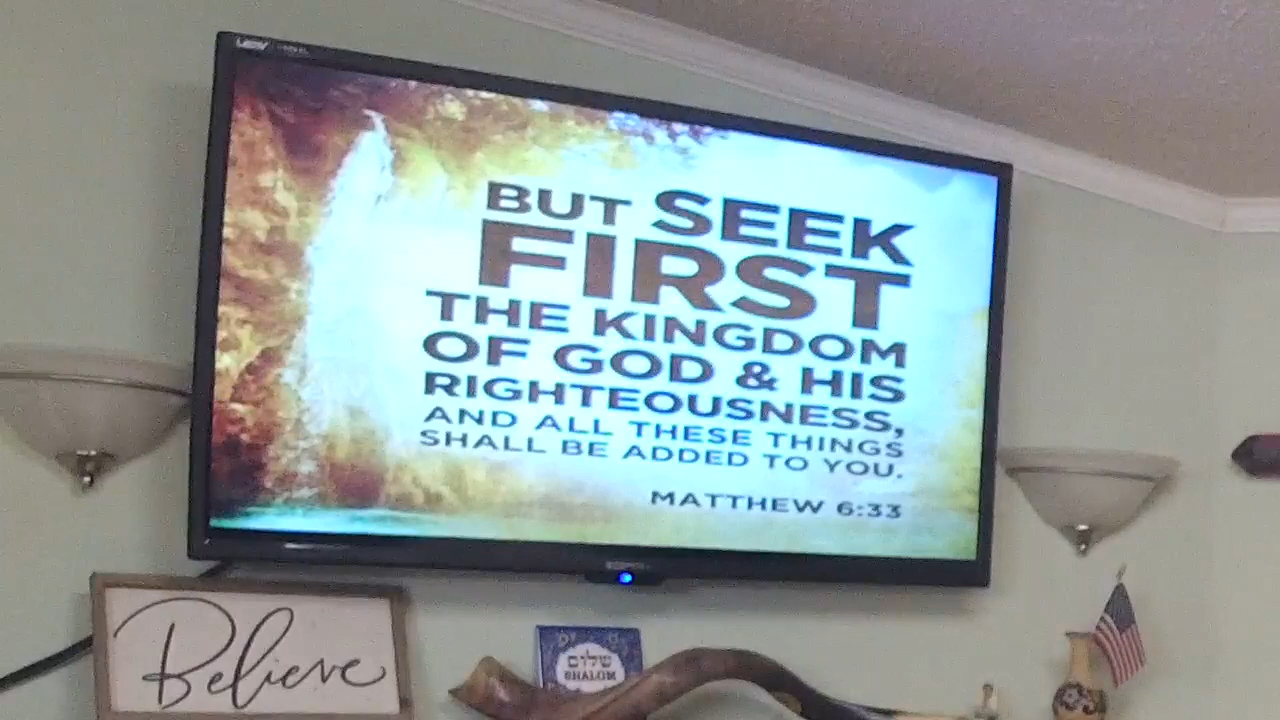 BUT SEEK
FIRST
THE KINGDOM
OF GOD & HIS
RIGHTEOUSNESS,
AND ALL THESE THINGS
SHALL BE ADDED TO YOU.
MATTHEW 6:33
Believe
שלום
SHALOM